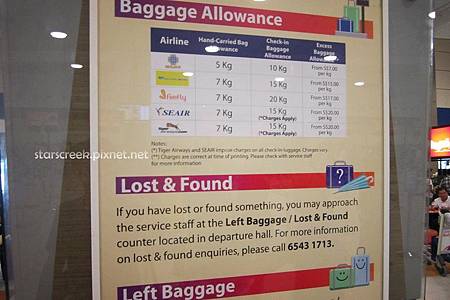 Baggage Allowance
Airline Hand-Carried Bag Allowance Check-in Baggage Allowance Excess Baggage Allowance
5 Kg 10 Kg From S$7.00 per kg
7 Kg 15 Kg From S$15.00 per kg
firefly 7 Kg 20 Kg From S$17.00 per kg
SEAIR 7 Kg 15 Kg (*Charges Apply) From S$20.00 per kg
7 Kg 15 Kg (*Charges Apply) From S$20.00 per kg
Notes:
(*) Tiger Airways and SEAIR impose charges on all check-in luggage. Charges vary.
(**) Charges are correct at time of printing. Please check with service staff
for more information
starscreek.pixnet.net
Lost & Found
?
If you have lost or found something, you may approach
the service staff at the Left Baggage / Lost & Found
counter located in departure hall. For more information
on lost & found enquiries, please call 6543 1713.
Left Baggage